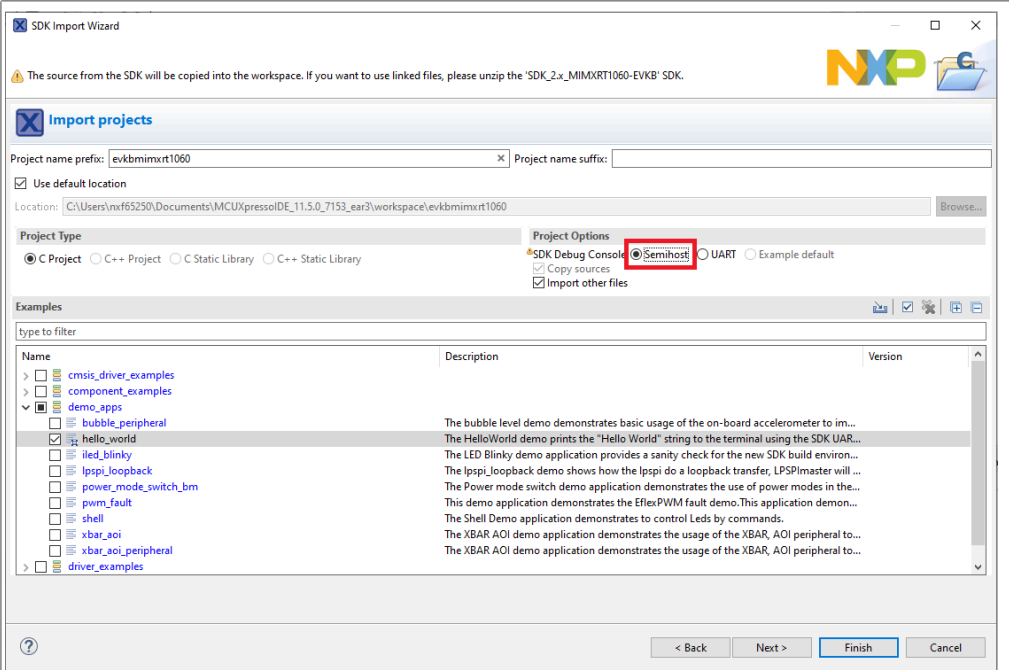 SDK Import Wizard
The source from the SDK will be copied into the workspace. If you want to use linked files, please unzip the 'SDK_2.x_MIMXRT1060-EVKB' SDK.
NXP
C
Import projects
Project name prefix: evkbmimxrt1060 Project name suffix:
Use default location
Location: C:\Users\nxf65250\Documents\MCUXpressoIDE_11.5.0_7153_ear3\workspace\evkbmimxrt1060 Browse...
Project Type Project Options
C Project C++ Project C Static Library C++ Static Library SDK Debug Console Semihost UART Example default
Copy sources
Import other files
Examples
type to filter
Name Description Version
cmsis_driver_examples
component_examples
demo_apps
bubble_peripheral The bubble level demo demonstrates basic usage of the on-board accelerometer to im...
hello_world The HelloWorld demo prints the "Hello World" string to the terminal using the SDK UAR...
iled_blinky The LED Blinky demo application provides a sanity check for the new SDK build environ...
lpspi_loopback The lpspi_loopback demo shows how the lpspi do a loopback transfer, LPSPImaster will ...
power_mode_switch_bm The Power mode switch demo application demonstrates the use of power modes in the...
pwm_fault This demo application demonstrates the EflexPWM fault demo.This application demon...
shell The Shell Demo application demonstrates to control Leds by commands.
xbar_aoi The XBAR AOI demo application demonstrates the usage of the XBAR, AOI peripheral to...
xbar_aoi_peripheral The XBAR AOI demo application demonstrates the usage of the XBAR, AOI peripheral to...
driver_examples
? < Back Next > Finish Cancel